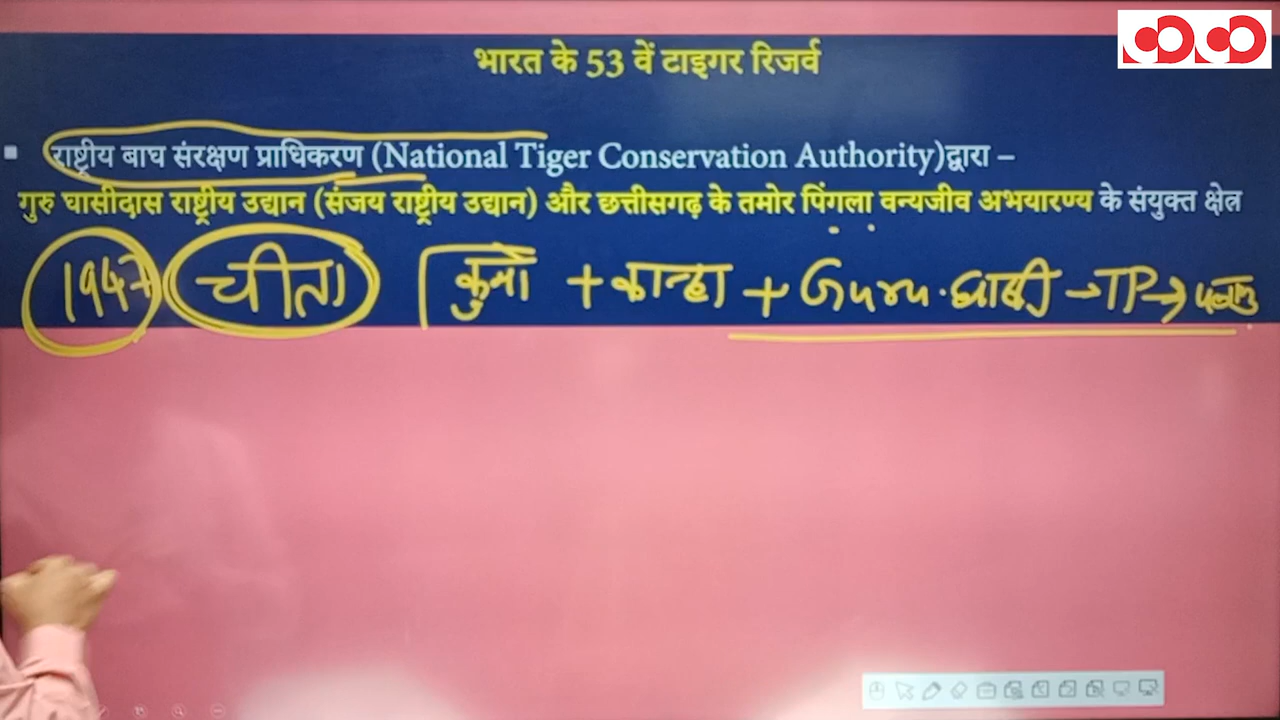 भारत के 53 वें टाइगर रिजर्व
राष्ट्रीय बाघ संरक्षण प्राधिकरण (National Tiger Conservation Authority)द्वारा –
गुरु घासीदास राष्ट्रीय उद्यान (संजय राष्ट्रीय उद्यान) और छत्तीसगढ़ के तमोर पिंगला वन्यजीव अभयारण्य के संयुक्त क्षेत्र
1947 चीता कुनो + कान्हा + Guru. घासी → TP →